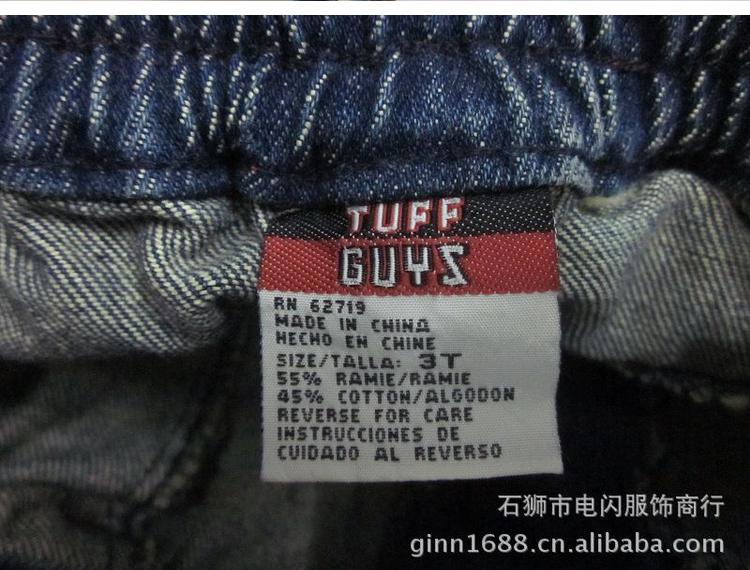 TUFF
GUYS
RN 62719
MADE IN CHINA
HECHO EN CHINE
SIZE/TALLA: 3T
55% RAMIE/RAMIE
45% COTTON/ALGODON
REVERSE FOR CARE
INSTRUCCIONES DE
CUIDADO AL REVERSO
石狮市电闪服饰商行
ginn1688.cn.alibaba.com